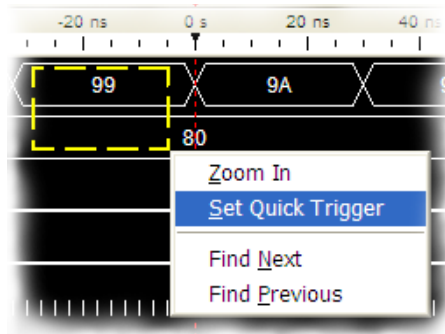 -20 ns 0 s 20 ns 40 ns
99 9A
80
Zoom In
Set Quick Trigger
Find Next
Find Previous